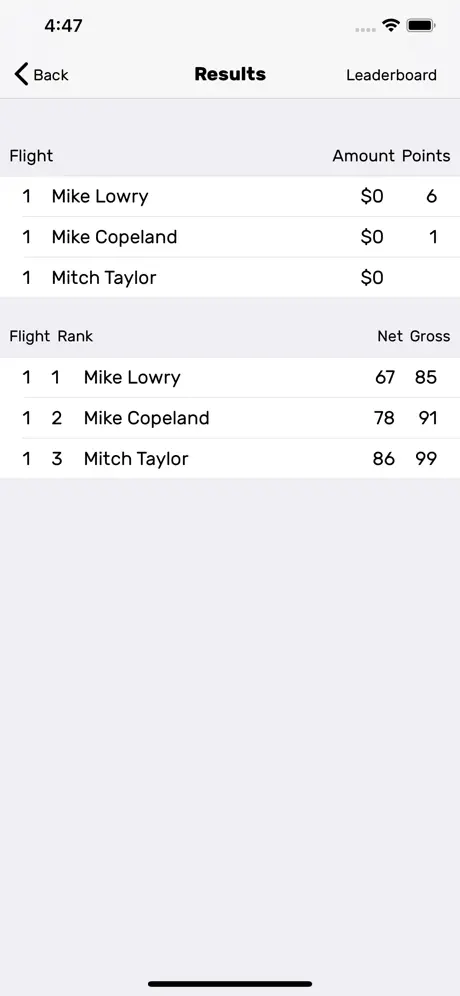 4:47
Back Results Leaderboard
Flight Amount Points
1 Mike Lowry $0 6
1 Mike Copeland $0 1
1 Mitch Taylor $0
Flight Rank Net Gross
1 1 Mike Lowry 67 85
1 2 Mike Copeland 78 91
1 3 Mitch Taylor 86 99